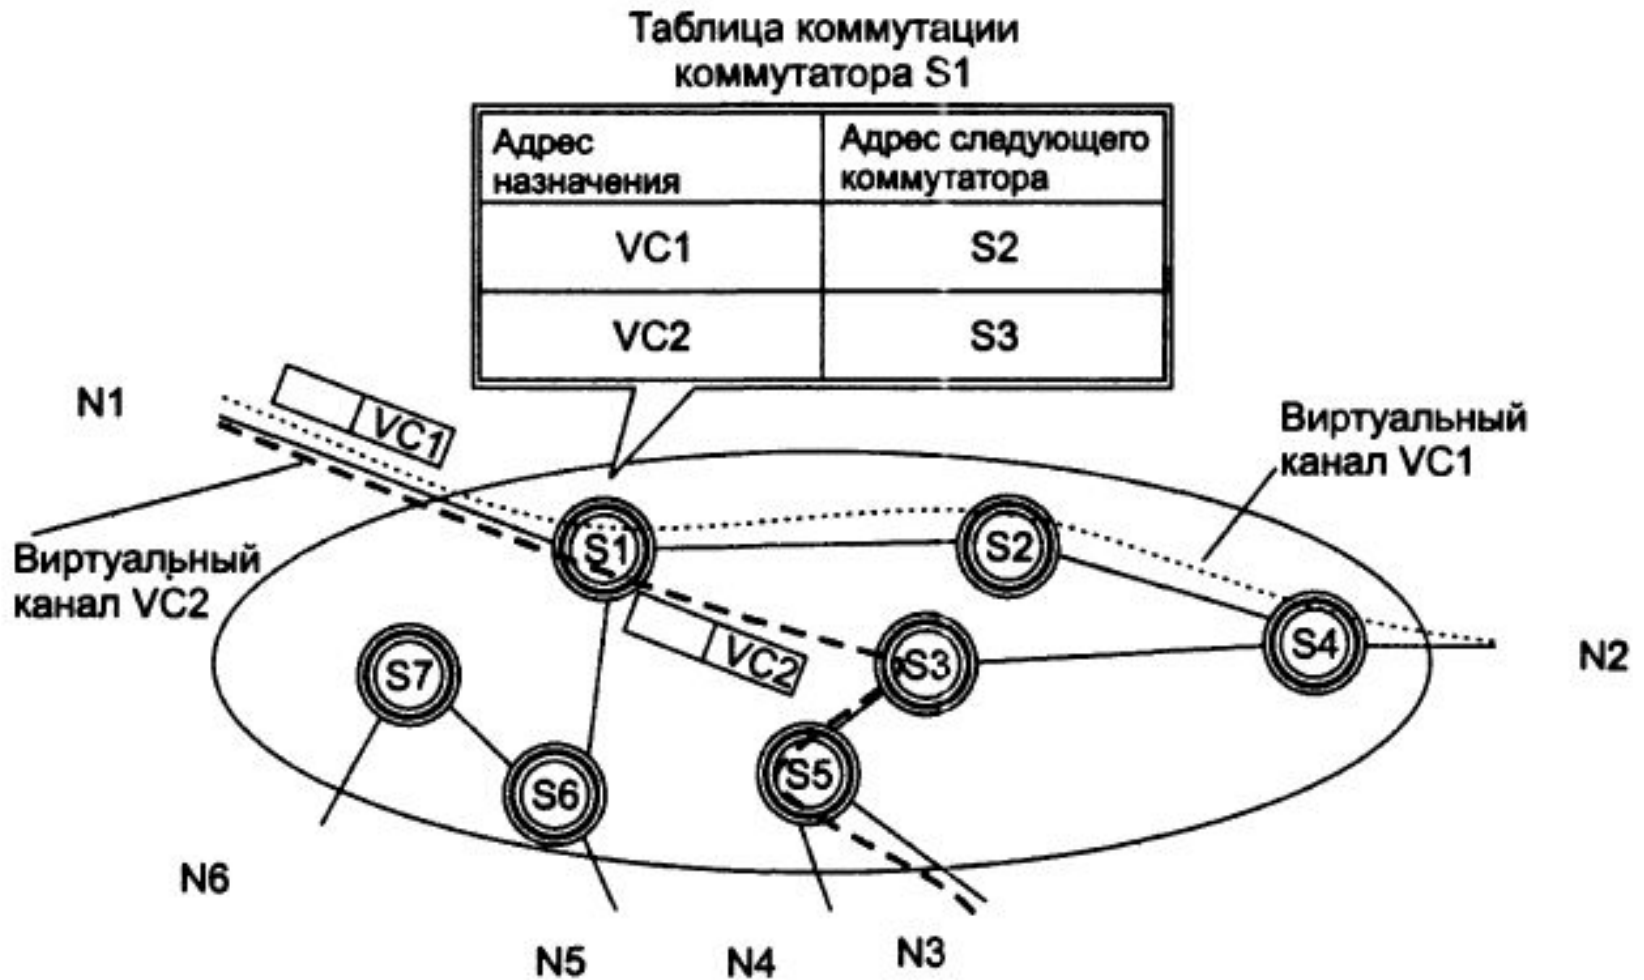 Таблица коммутации
коммутатора S1
Адрес
назначения
Адрес следующего
коммутатора
VC1
S2
VC2
S3
N1
VC1
Виртуальный
канал VC1
Виртуальный
канал VC2
S1
S2
VC2
S3
S4
N2
S7
S5
S6
N6
N5
N4
N3